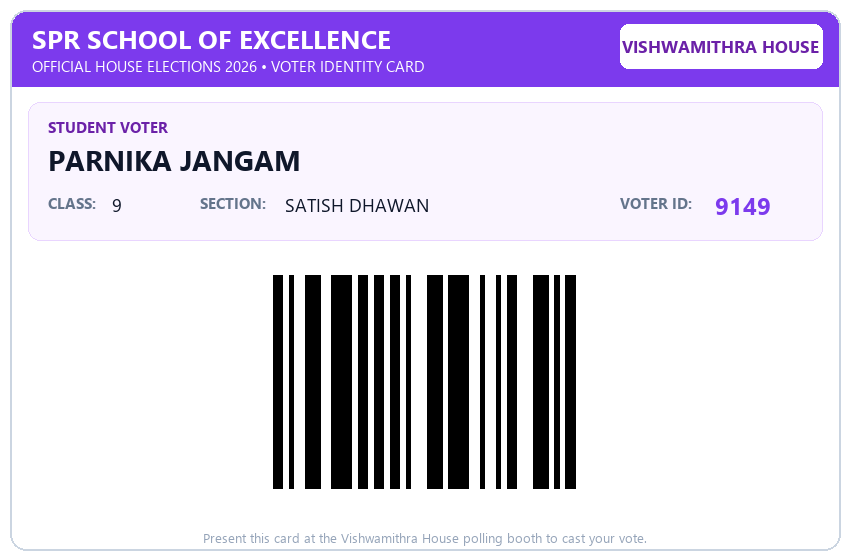 SPR SCHOOL OF EXCELLENCE
OFFICIAL HOUSE ELECTIONS 2026 • VOTER IDENTITY CARD
VISHWAMITHRA HOUSE
STUDENT VOTER
PARNIKA JANGAM
CLASS: 9 SECTION: SATISH DHAWAN VOTER ID: 9149
Present this card at the Vishwamithra House polling booth to cast your vote.